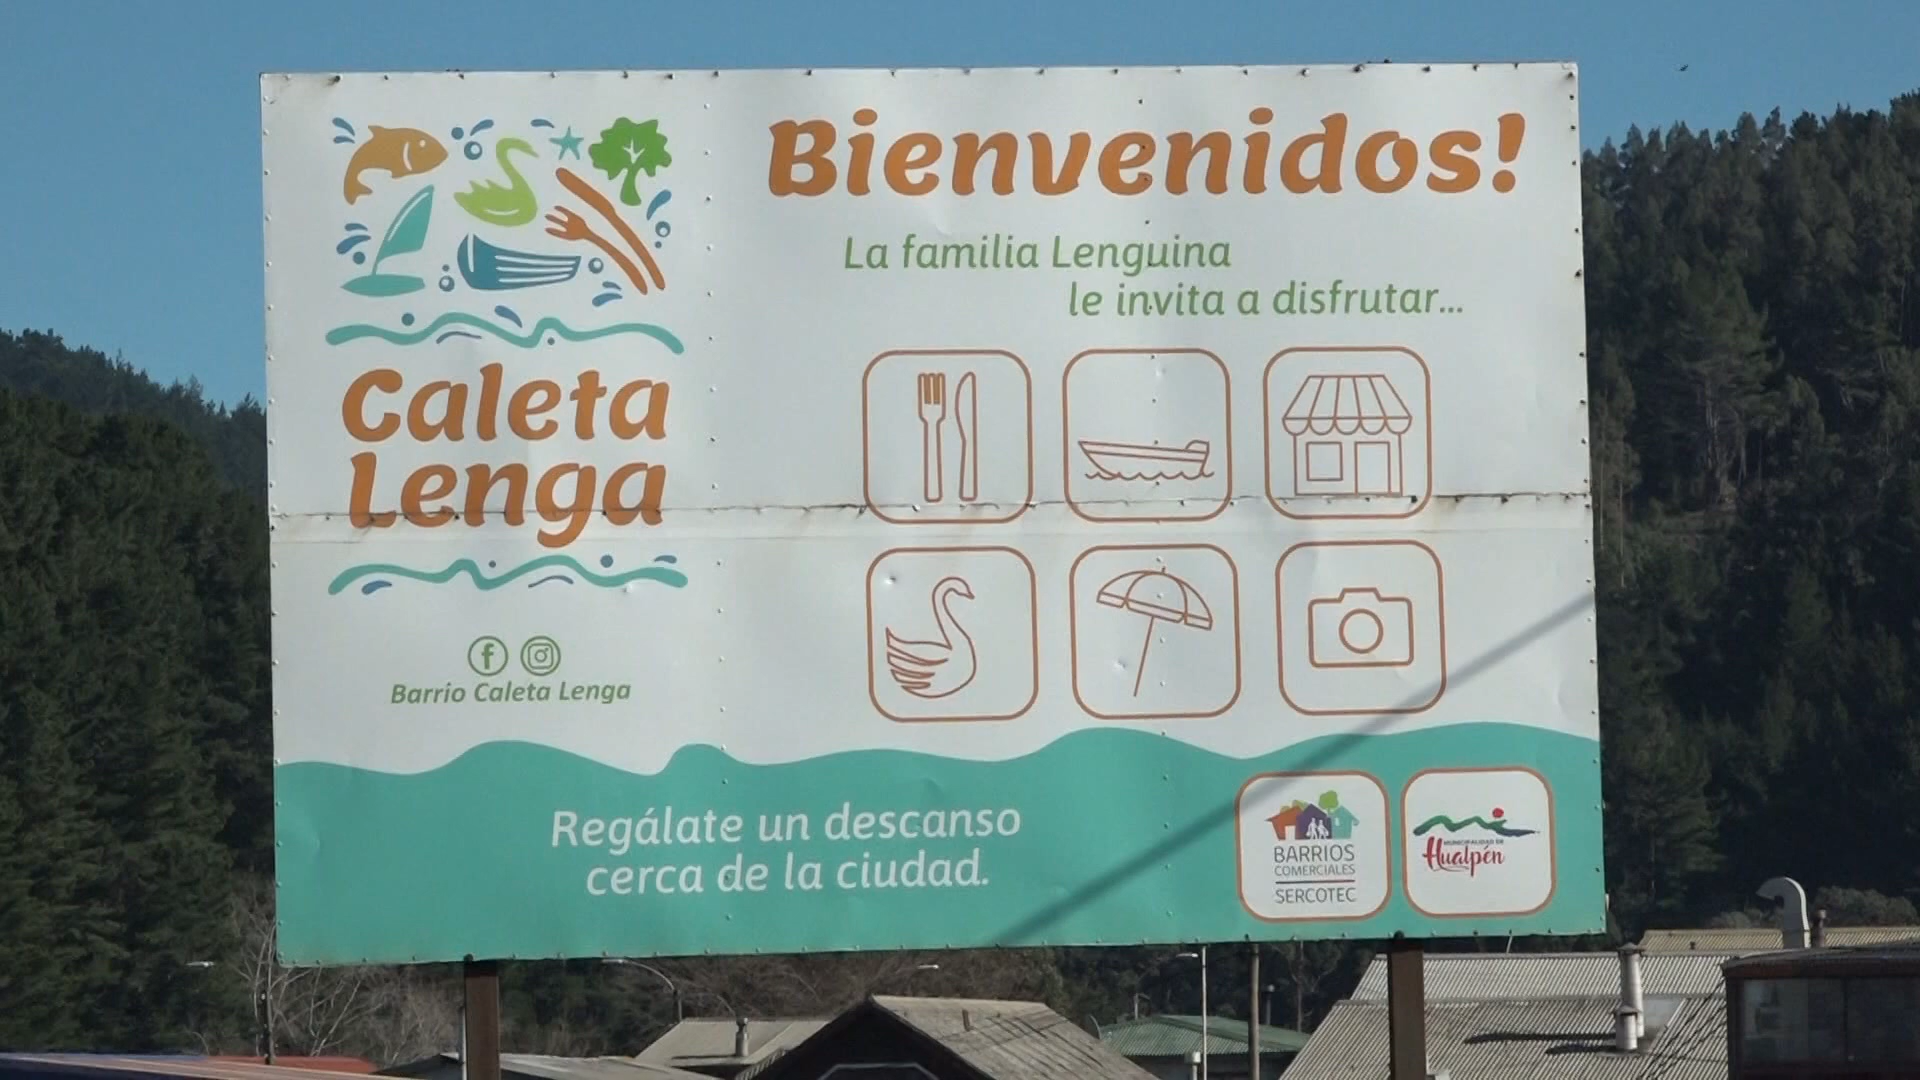 Bienvenidos!
La familia Lenguina
le invita a disfrutar...
Caleta
Lenga
Barrio Caleta Lenga
Regálate un descanso
cerca de la ciudad.
BARRIOS
COMERCIALES
SERCOTEC
MUNICIPALIDAD DE
Hualpén